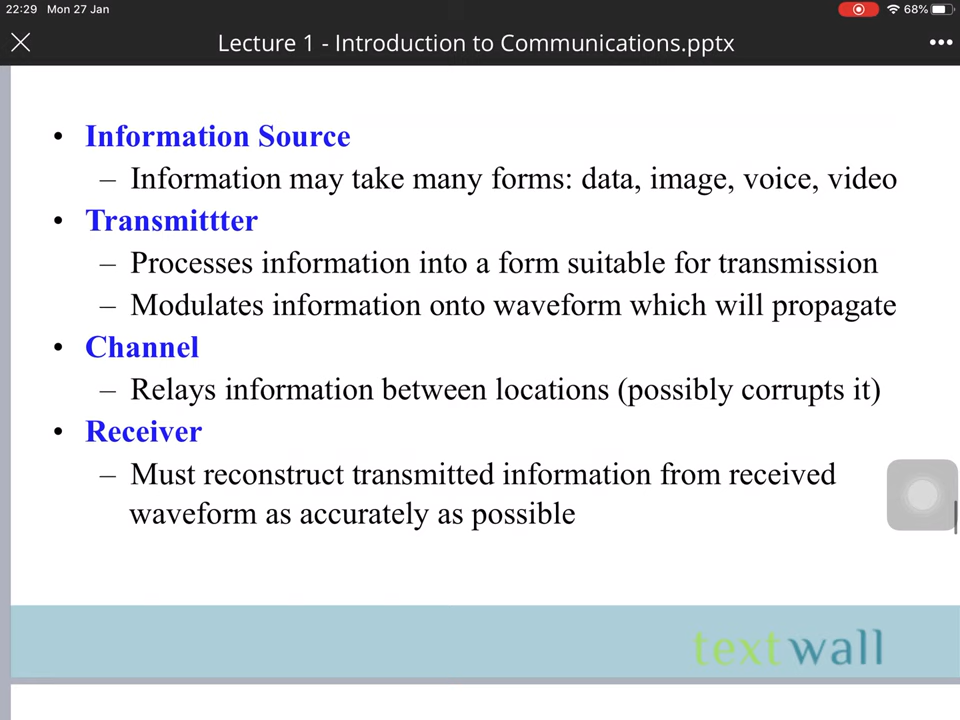 22:29 Mon 27 Jan 68%
Lecture 1 - Introduction to Communications.pptx
• Information Source
– Information may take many forms: data, image, voice, video
• Transmittter
– Processes information into a form suitable for transmission
– Modulates information onto waveform which will propagate
• Channel
– Relays information between locations (possibly corrupts it)
• Receiver
– Must reconstruct transmitted information from received
waveform as accurately as possible
textwall